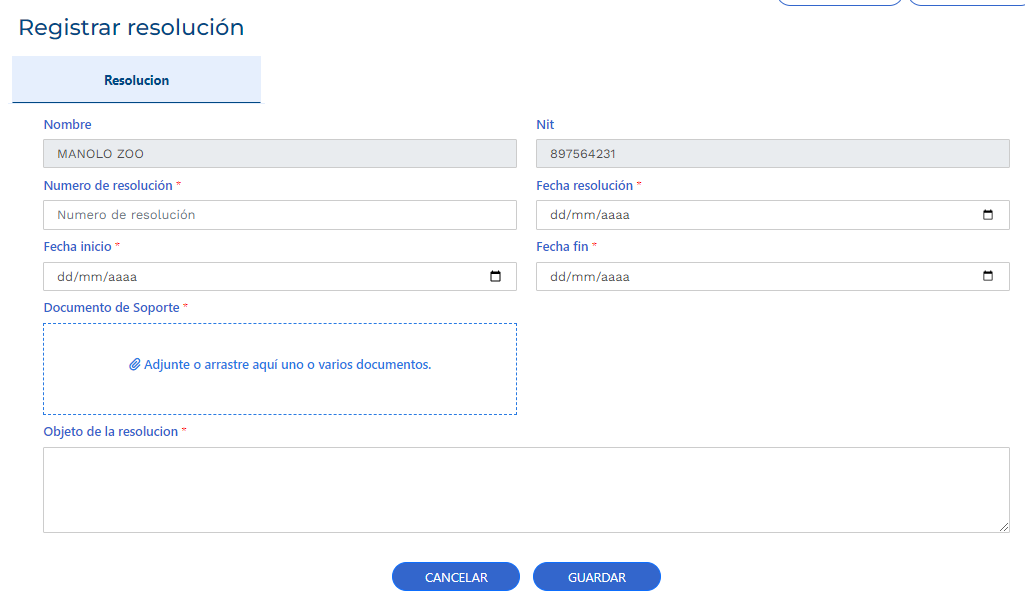 Registrar resolución
Resolucion
Nombre
Nit
MANOLO ZOO
897564231
Numero de resolución *
Fecha resolución *
Numero de resolución
dd/mm/aaaa
Fecha inicio *
Fecha fin *
dd/mm/aaaa
dd/mm/aaaa
Documento de Soporte *
Adjunte o arrastre aquí uno o varios documentos.
Objeto de la resolucion *
CANCELAR
GUARDAR